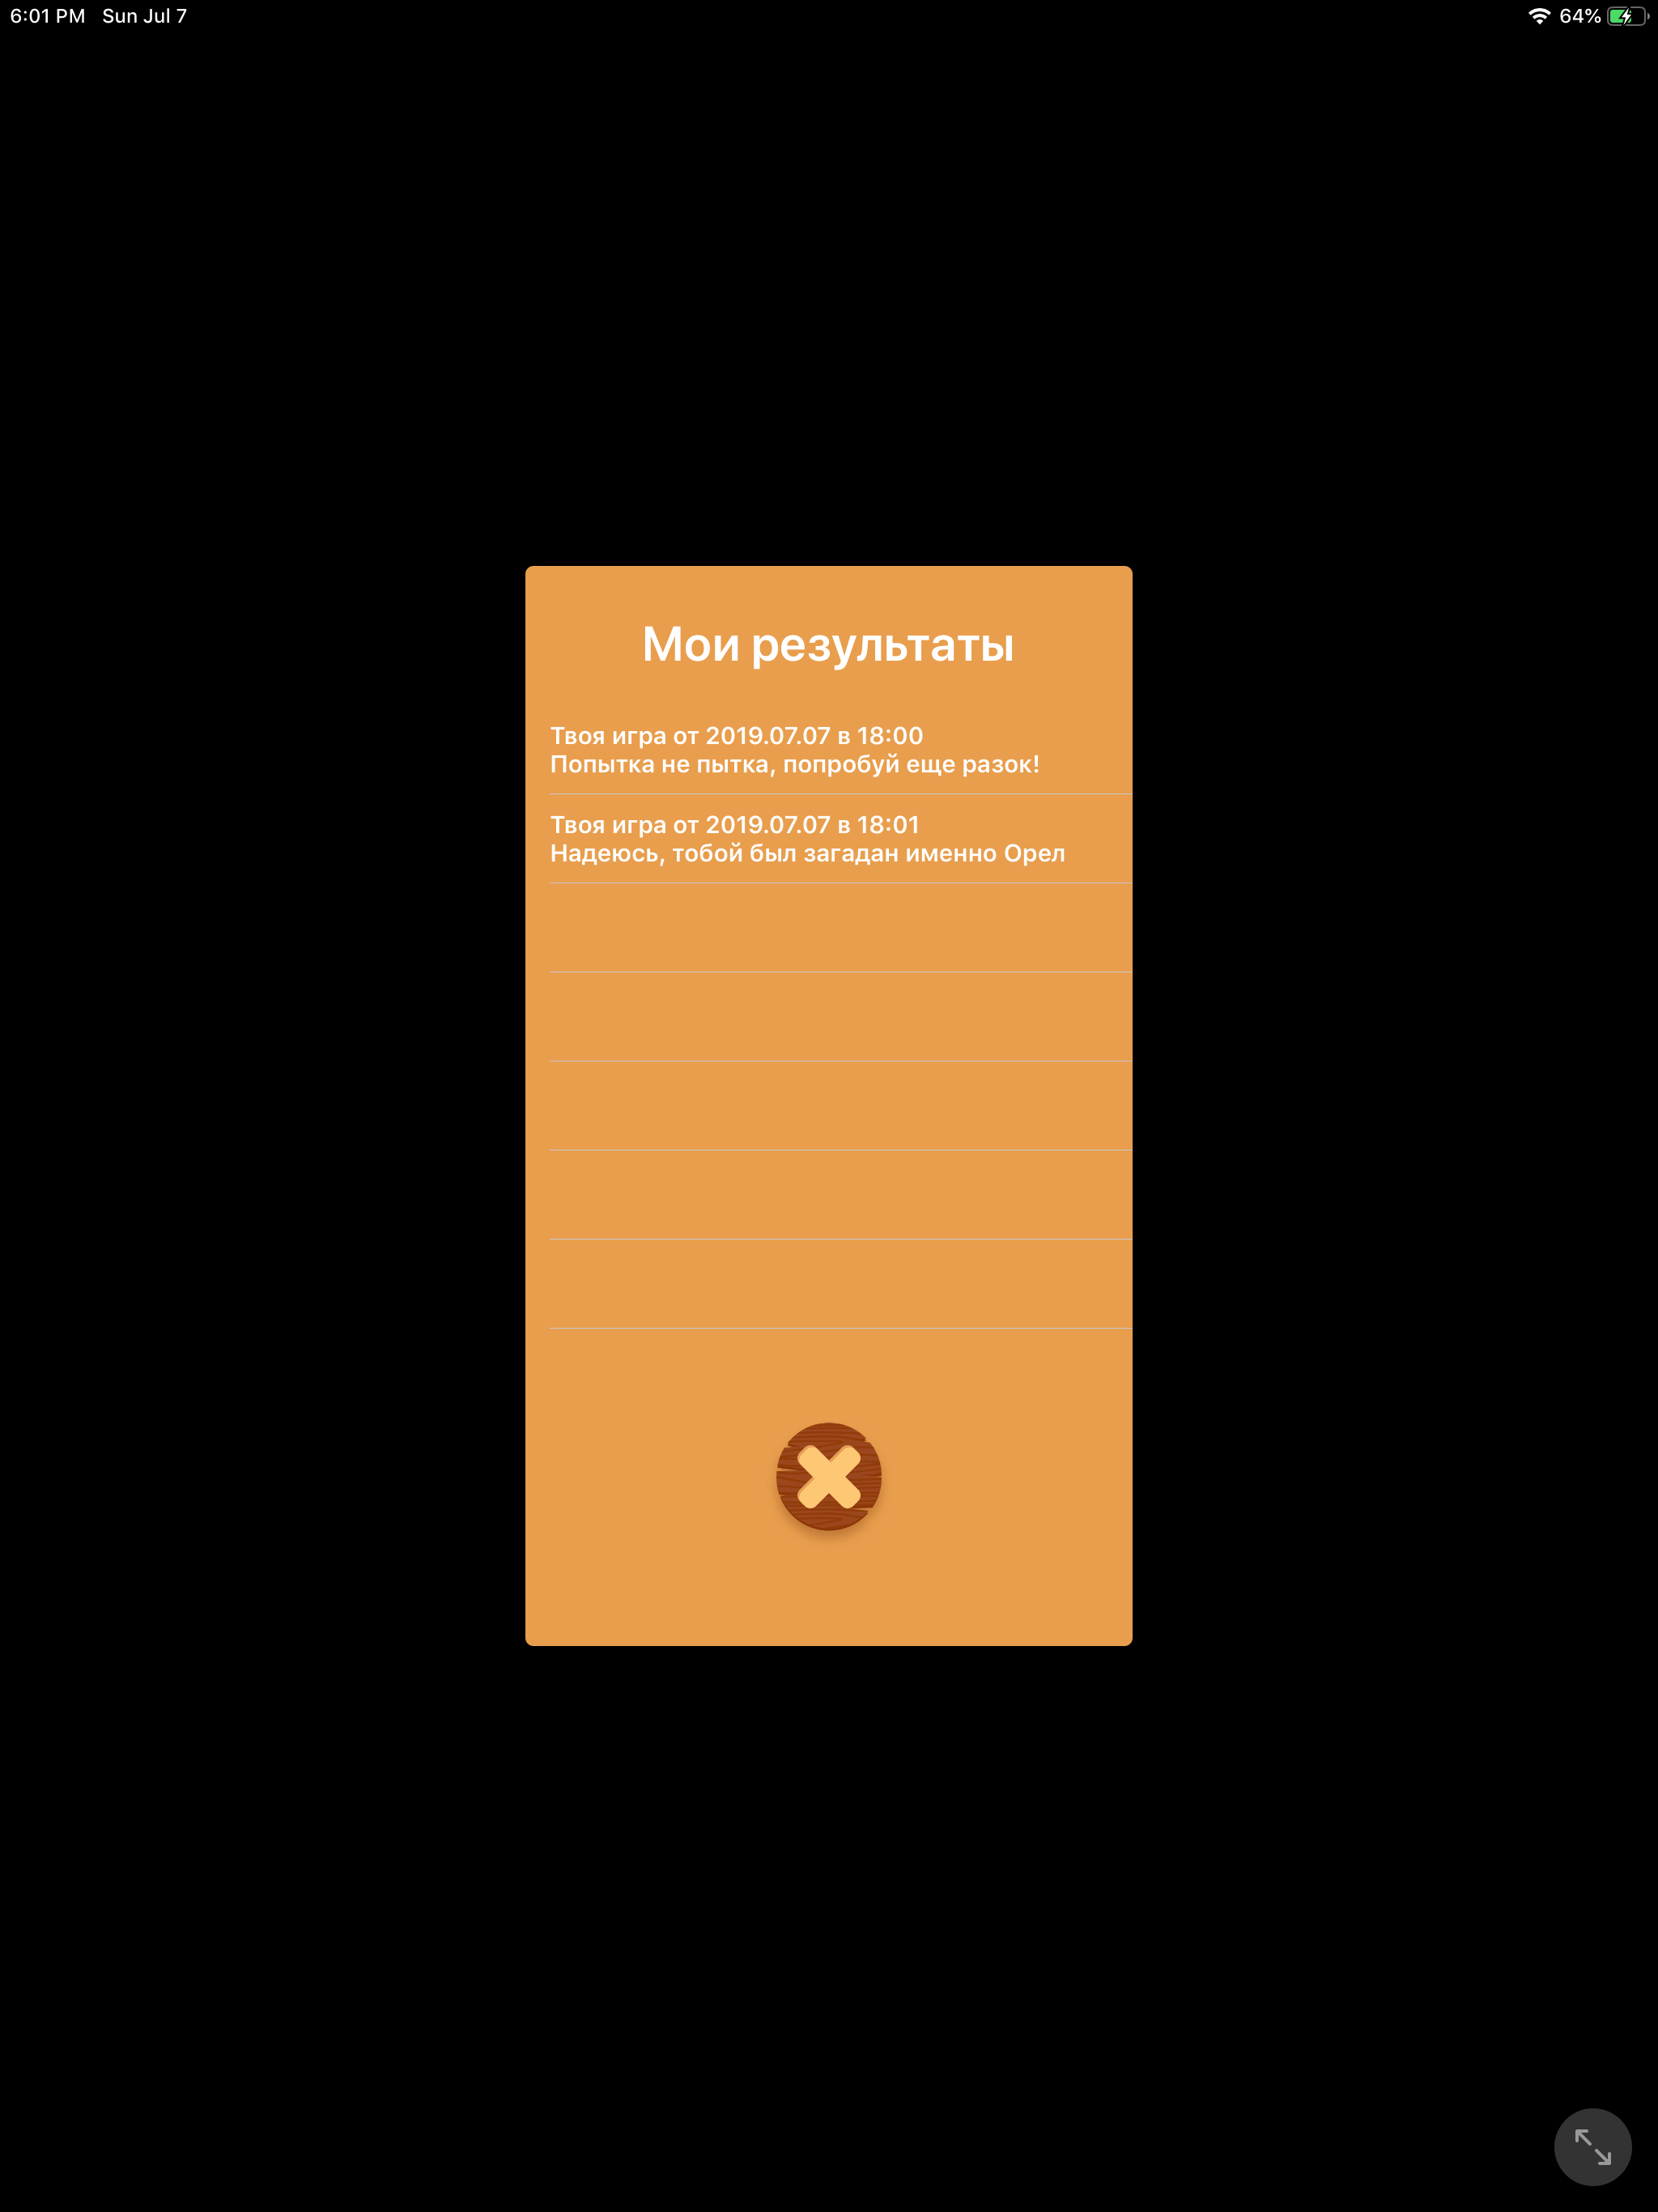 6:01 PM Sun Jul 7 64%
Мои результаты
Твоя игра от 2019.07.07 в 18:00
Попытка не пытка, попробуй еще разок!
Твоя игра от 2019.07.07 в 18:01
Надеюсь, тобой был загадан именно Орел